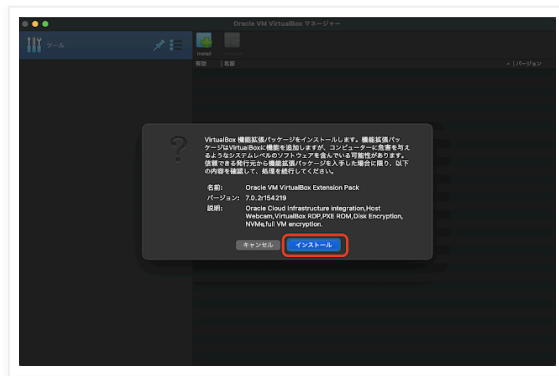 Oracle VM VirtualBox マネージャー
ツール
Install
有効
名前
バージョン
VirtualBox 機能拡張パッケージをインストールします。機能拡張パッ
ケージはVirtualBoxに機能を追加しますが、コンピューターに危害を与え
るようなシステムレベルのソフトウェアを含んでいる可能性があります。
信頼できる発行元から機能拡張パッケージを入手した場合に限り、以下
の内容を確認して、処理を続行してください。
名前: Oracle VM VirtualBox Extension Pack
バージョン: 7.0.2r154219
説明: Oracle Cloud Infrastructure integration,Host
Webcam,VirtualBox RDP,PXE ROM,Disk Encryption,
NVMe,full VM encryption.
キャンセル インストール